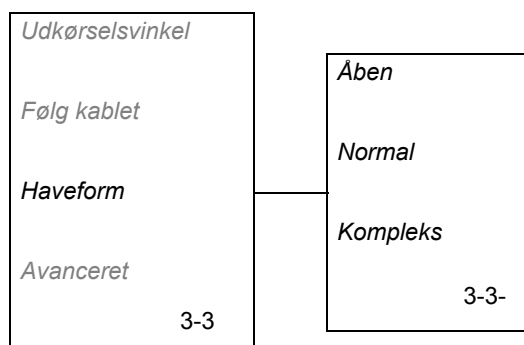 Udkørselsvinkel
Følg kablet
Haveform
Avanceret
3-3
Åben
Normal
Kompleks
3-3-